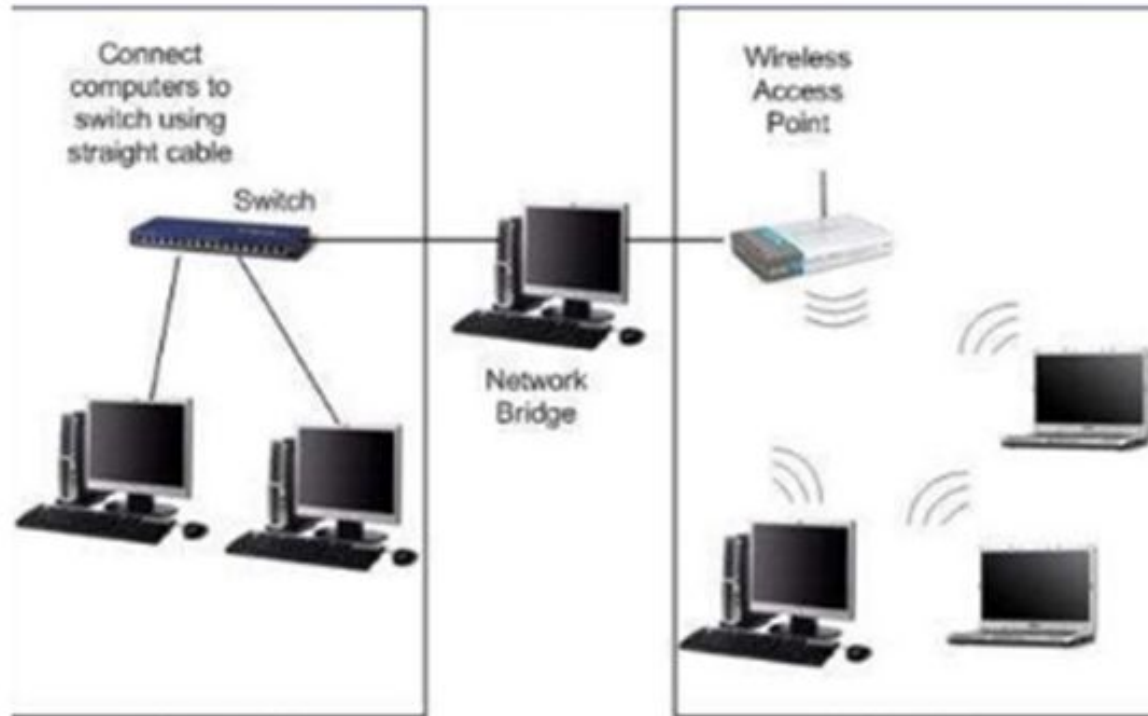 Connect
computers to
switch using
straight cable
Switch
Wireless
Access
Point
Network
Bridge